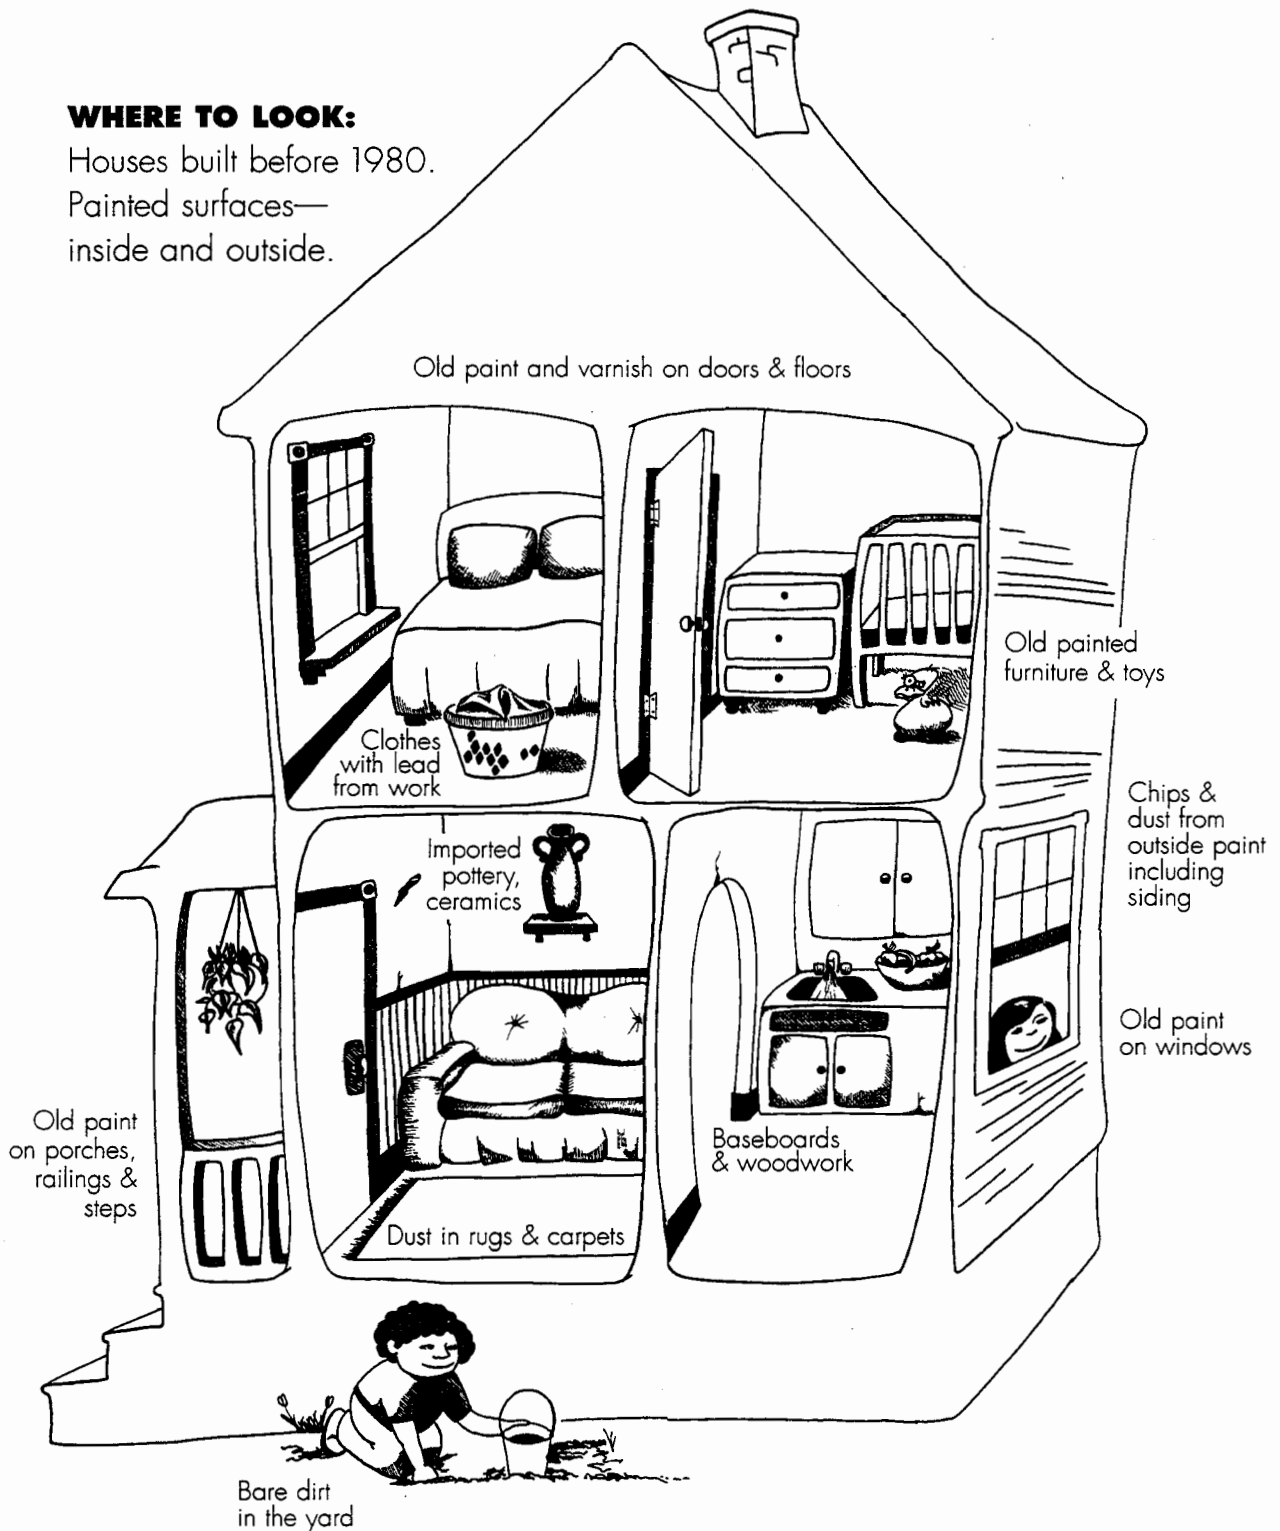 WHERE TO LOOK:
Houses built before 1980.
Painted surfaces—
inside and outside.
Old paint and varnish on doors & floors
Old painted
furniture & toys
Clothes
with lead
from work
Chips &
dust from
outside paint
including
siding
Imported
pottery,
ceramics
Old paint
on windows
Old paint
on porches,
railings &
steps
Baseboards
& woodwork
Dust in rugs & carpets
Bare dirt
in the yard